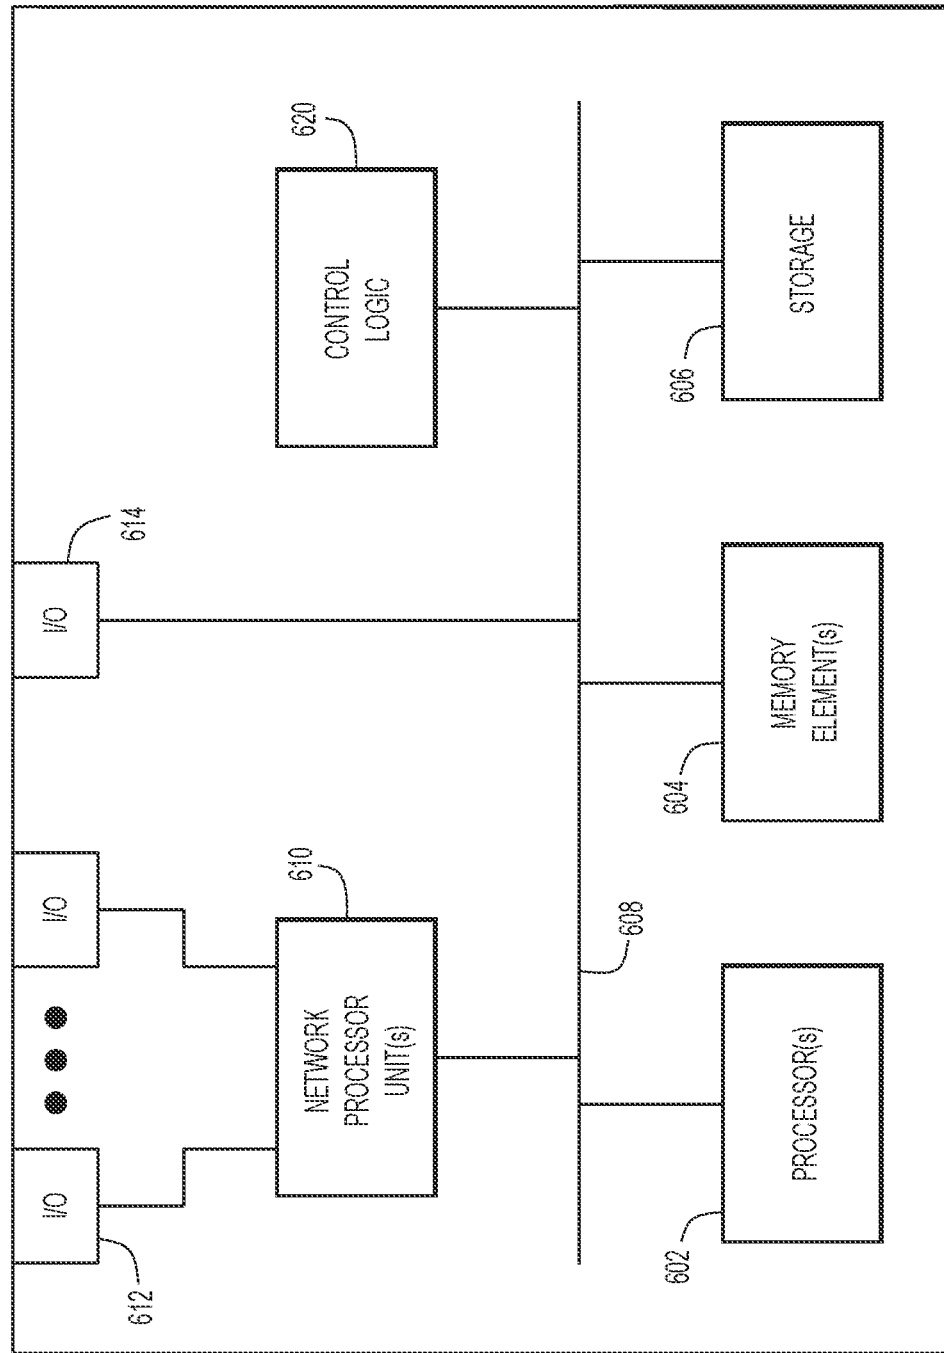 I/O
I/O
I/O
612
614
610
620
NETWORK
PROCESSOR
UNIT(s)
CONTROL
LOGIC
608
602
604
606
PROCESSOR(s)
MEMORY
ELEMENT(s)
STORAGE